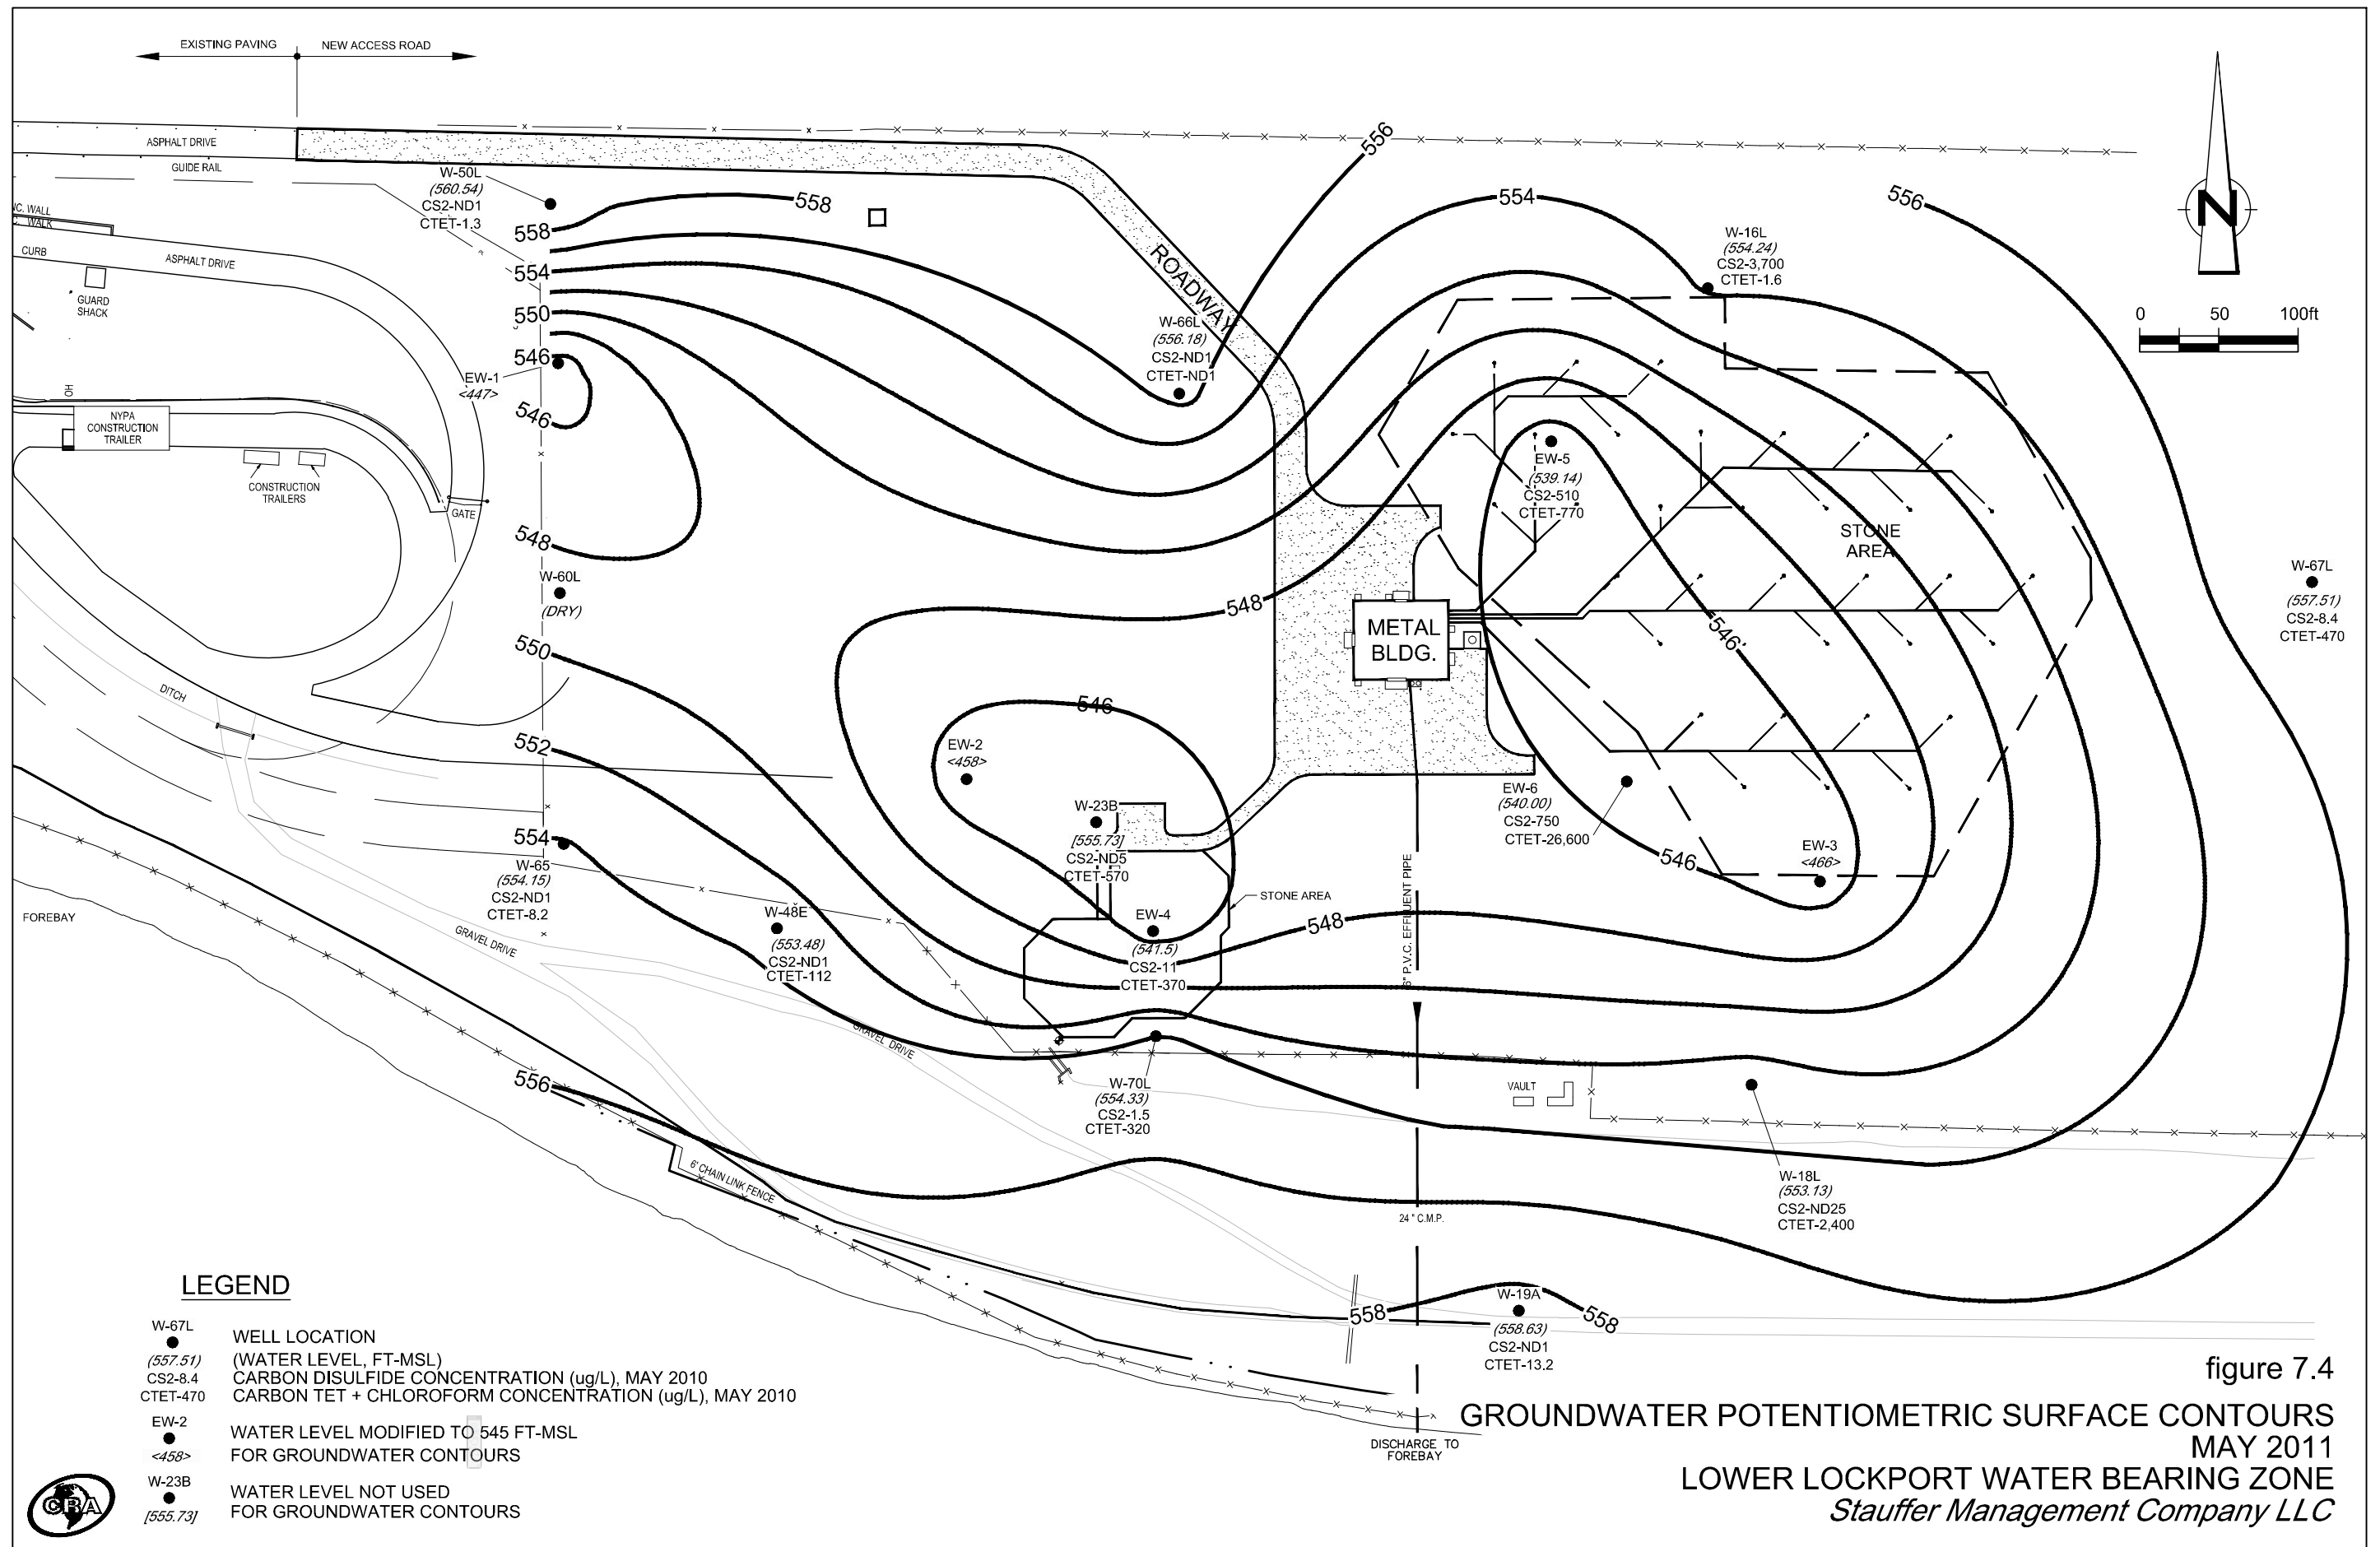 EXISTING PAVING
NEW ACCESS ROAD
ASPHALT DRIVE
GUIDE RAIL
W-50L
(560.54)
CS2-ND1
CTET-1.3
558
558
556
554
556
N
0 50 100ft
W-16L
(554.24)
CS2-3,700
CTET-1.6
WALL
WALK
CURB
ASPHALT DRIVE
GUARD
SHACK
554
550
546
EW-1
<447>
546
ROADWAY
W-66L
(556.18)
CS2-ND1
CTET-ND1
HO
NYPA
CONSTRUCTION
TRAILER
CONSTRUCTION
TRAILERS
GATE
548
W-60L
(DRY)
EW-5
(539.14)
CS2-510
CTET-770
STONE
AREA
W-67L
(557.51)
CS2-8.4
CTET-470
548
METAL
BLDG.
546
550
DITCH
552
546
EW-2
<458>
W-23B
[555.73]
CS2-ND5
CTET-570
EW-6
(540.00)
CS2-750
CTET-26,600
546
EW-3
<466>
554
W-65
(554.15)
CS2-ND1
CTET-8.2
FOREBAY
GRAVEL DRIVE
W-48E
(553.48)
CS2-ND1
CTET-112
STONE AREA
EW-4
(541.5)
CS2-11
CTET-370
548
6" P.V.C. EFFLUENT PIPE
GRAVEL DRIVE
556
W-70L
(554.33)
CS2-1.5
CTET-320
VAULT
6' CHAIN LINK FENCE
W-18L
(553.13)
CS2-ND25
CTET-2,400
24" C.M.P.
558
W-19A
558
(558.63)
CS2-ND1
CTET-13.2
DISCHARGE TO
FOREBAY
LEGEND
W-67L
WELL LOCATION
(557.51) (WATER LEVEL, FT-MSL)
CS2-8.4 CARBON DISULFIDE CONCENTRATION (ug/L), MAY 2010
CTET-470 CARBON TET + CHLOROFORM CONCENTRATION (ug/L), MAY 2010
EW-2
WATER LEVEL MODIFIED TO 545 FT-MSL
<458> FOR GROUNDWATER CONTOURS
W-23B
WATER LEVEL NOT USED
[555.73] FOR GROUNDWATER CONTOURS
CRA
figure 7.4
GROUNDWATER POTENTIOMETRIC SURFACE CONTOURS
MAY 2011
LOWER LOCKPORT WATER BEARING ZONE
Stauffer Management Company LLC